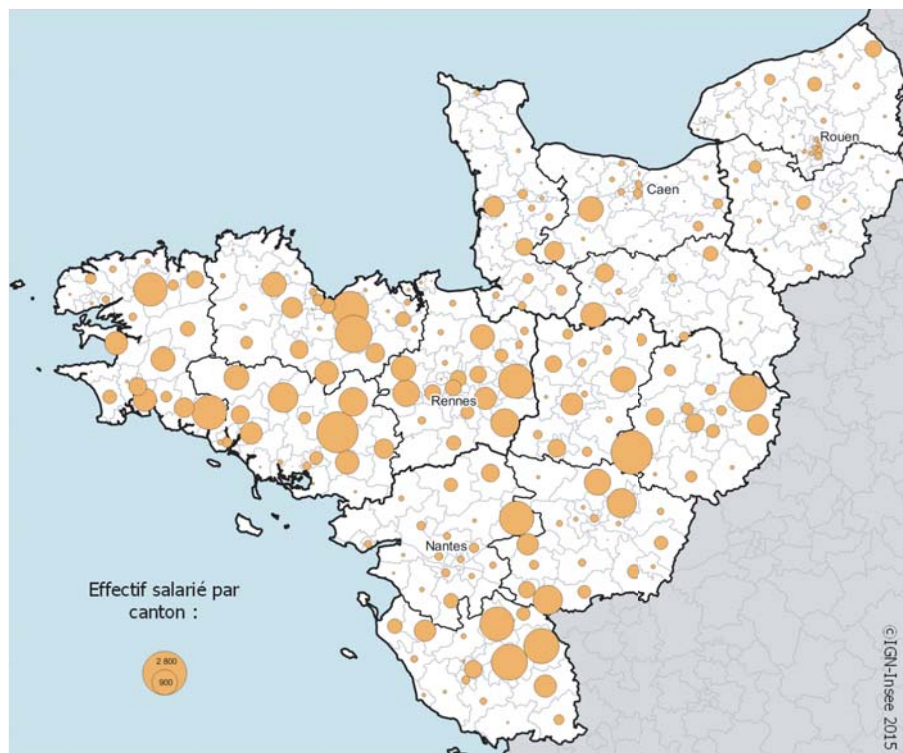 Rouen
Caen
Rennes
Nantes
Effectif salarié par
canton :
2 800
900
©IGN-Insee 2015